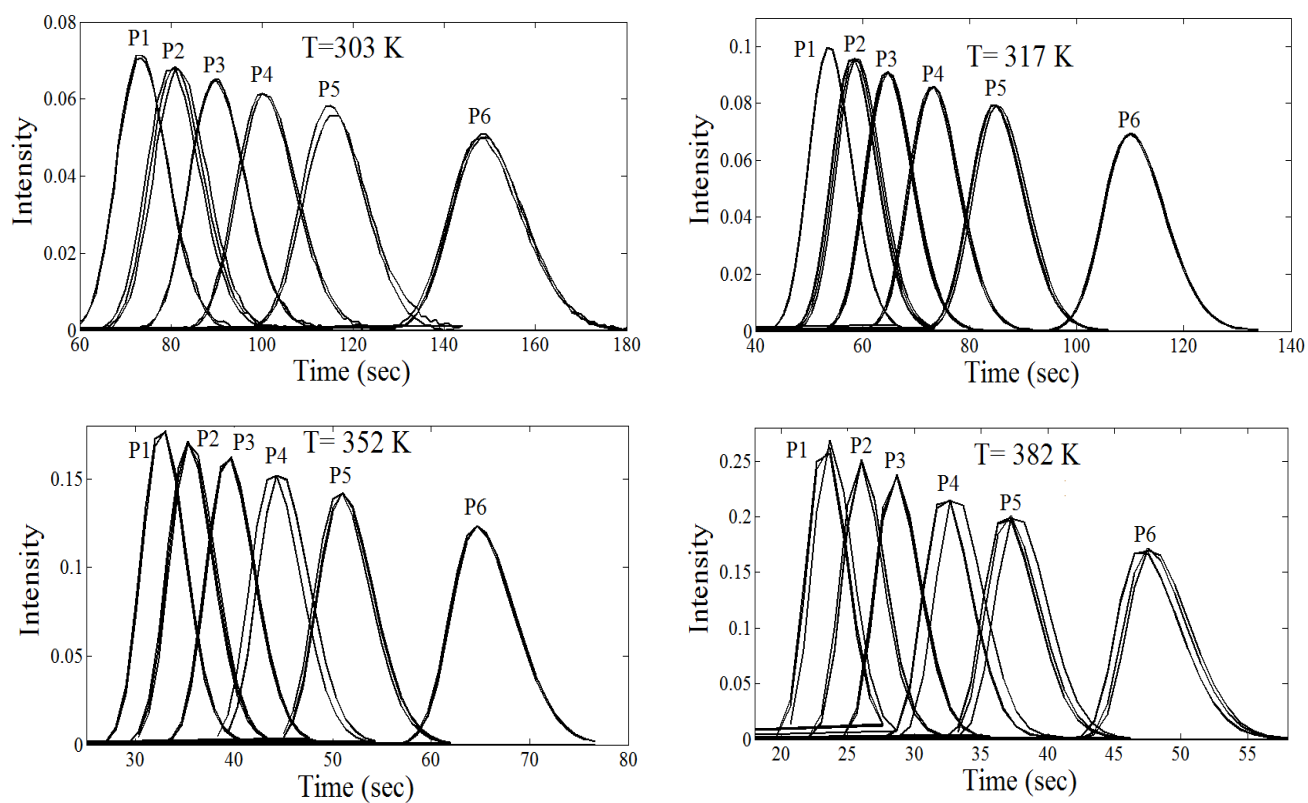 0.08
0.06
0.04
0.02
0
Intensity
P1
P2
P3
P4
P5
P6
T=303 K
60 80 100 120 140 160 180
Time (sec)
0.1
0.08
0.06
0.04
0.02
0
Intensity
P1
P2
P3
P4
P5
P6
T= 317 K
40 60 80 100 120 140
Time (sec)
0.15
0.1
0.05
0
Intensity
P1
P2
P3
P4
P5
P6
T= 352 K
30 40 50 60 70 80
Time (sec)
0.25
0.2
0.15
0.1
0.05
0
Intensity
P1
P2
P3
P4
P5
P6
T= 382 K
20 25 30 35 40 45 50 55
Time (sec)